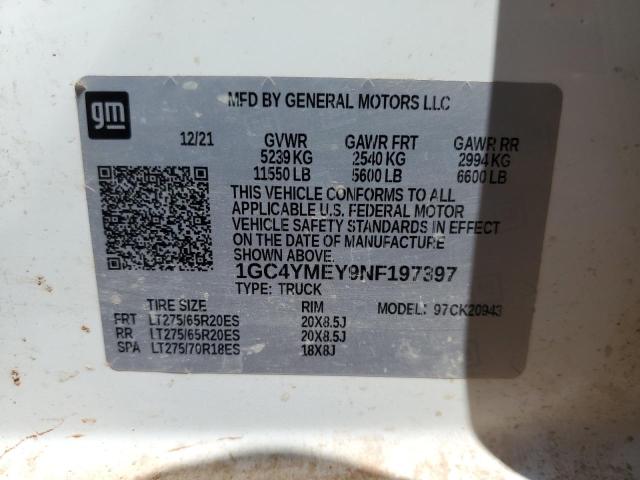 gm
MFD BY GENERAL MOTORS LLC
12/21 GVWR GAWR FRT GAWR RR
5239 KG 2540 KG 2994 KG
11550 LB 5600 LB 6600 LB
THIS VEHICLE CONFORMS TO ALL
APPLICABLE U.S. FEDERAL MOTOR
VEHICLE SAFETY STANDARDS IN EFFECT
ON THE DATE OF MANUFACTURE
SHOWN ABOVE.
1GC4YMEY9NF197397
TYPE: TRUCK
TIRE SIZE RIM MODEL: 97CK20943
FRT LT275/65R20ES 20X8.5J
RR LT275/65R20ES 20X8.5J
SPA LT275/70R18ES 18X8J